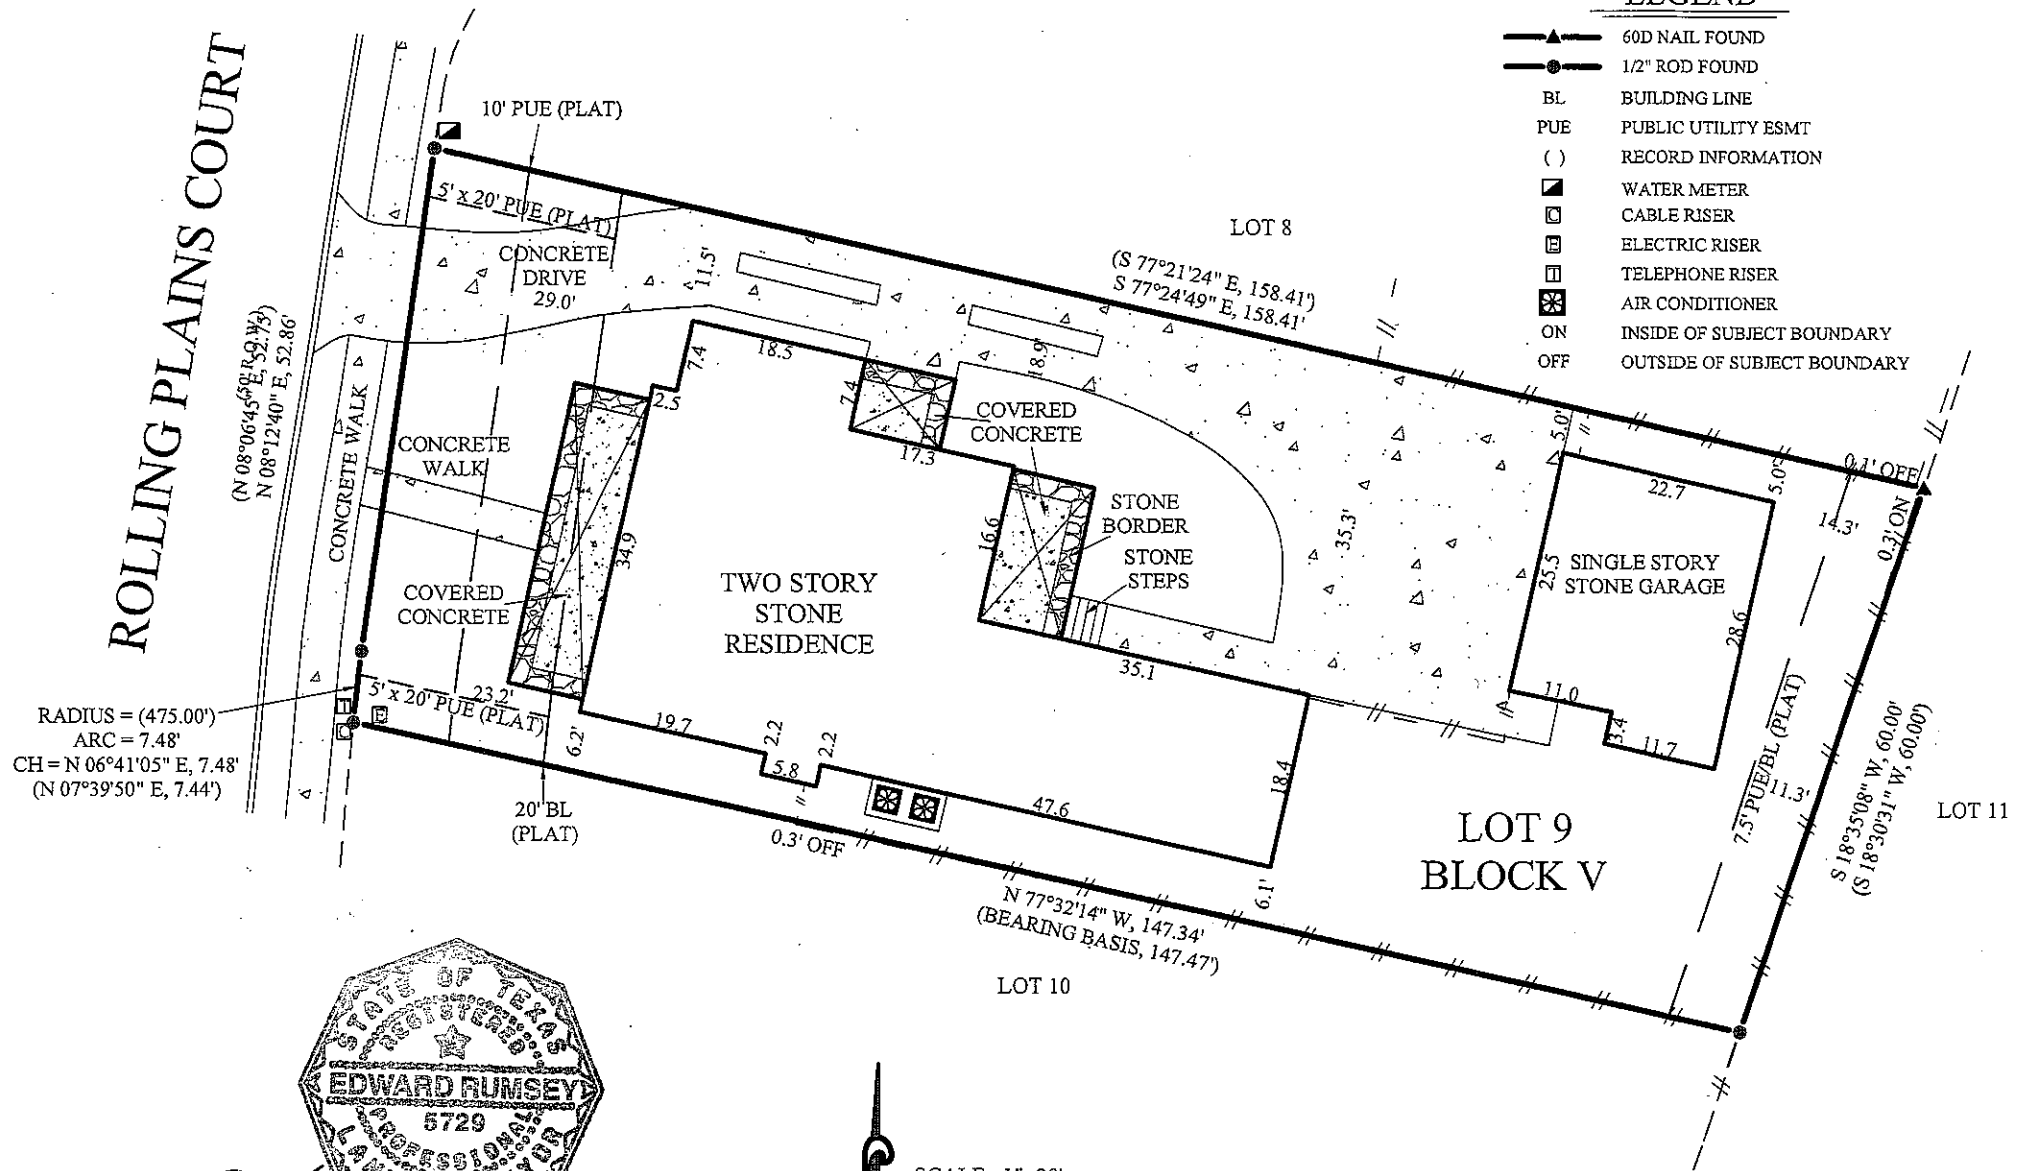 LEGEND
60D NAIL FOUND
1/2" ROD FOUND
BL BUILDING LINE
PUE PUBLIC UTILITY ESMT
( ) RECORD INFORMATION
WATER METER
C CABLE RISER
E ELECTRIC RISER
T TELEPHONE RISER
AIR CONDITIONER
ON INSIDE OF SUBJECT BOUNDARY
OFF OUTSIDE OF SUBJECT BOUNDARY
ROLLING PLAINS COURT
(50' R.O.W.)
(N 08°06'45" E, 52.75')
N 08°12'40" E, 52.86'
10' PUE (PLAT)
5' x 20' PUE (PLAT)
CONCRETE
DRIVE
29.0'
11.5'
LOT 8
(S 77°21'24" E, 158.41')
S 77°24'49" E, 158.41'
18.5
7.4
2.5
7.4
18.9'
17.3
COVERED
CONCRETE
CONCRETE WALK
CONCRETE
WALK
34.9
16.6
STONE
BORDER
STONE
STEPS
35.3'
5.0'
22.7
5.0'
0.1' OFF
14.3'
0.3' ON
25.5
SINGLE STORY
STONE GARAGE
28.6
COVERED
CONCRETE
TWO STORY
STONE
RESIDENCE
35.1
11.0
3.4
11.7
7.5' PUE/BL (PLAT)
11.3'
S 18°35'08" W, 60.00'
(S 18°30'31" W, 60.00')
LOT 11
5' x 20' PUE (PLAT)
23.2'
T
E
C
RADIUS = (475.00')
ARC = 7.48'
CH = N 06°41'05" E, 7.48'
(N 07°39'50" E, 7.44')
6.2'
19.7
2.2
5.8
2.2
47.6
18.4
6.1'
20' BL
(PLAT)
0.3' OFF
LOT 9
BLOCK V
N 77°32'14" W, 147.34'
(BEARING BASIS, 147.47')
LOT 10
STATE OF TEXAS
REGISTERED
EDWARD RUMSEY
5729
PROFESSIONAL